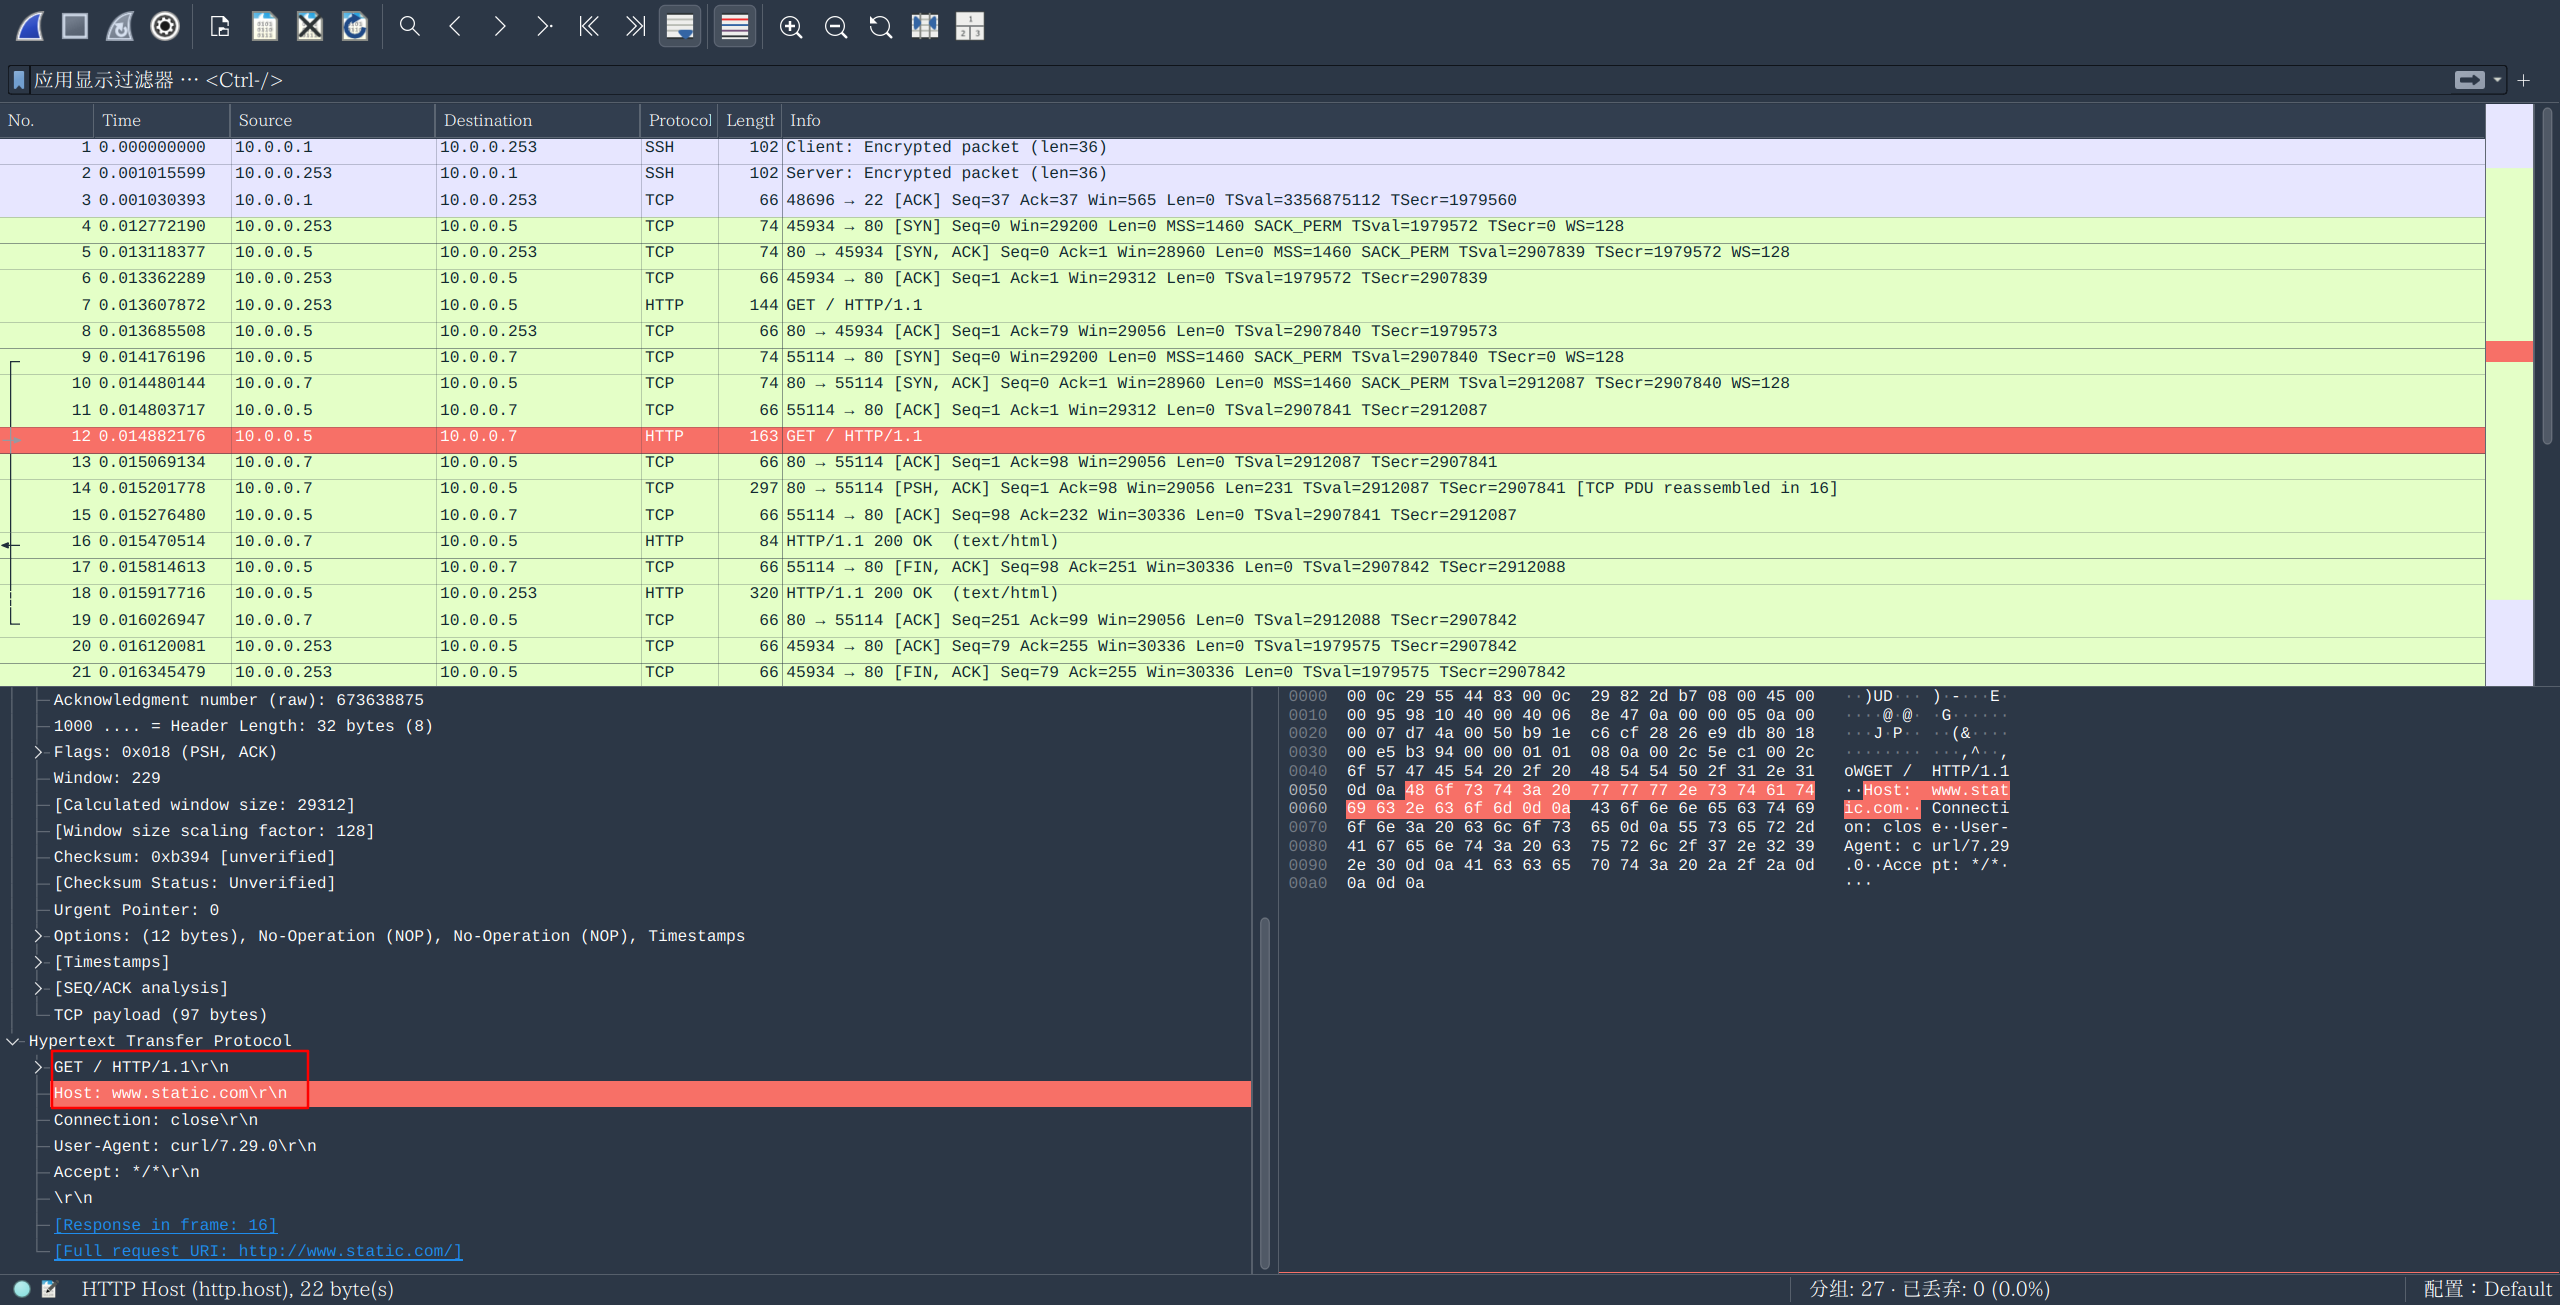 应用显示过滤器 … <Ctrl-/>
No. Time Source Destination Protocol Length Info
1 0.000000000 10.0.0.1 10.0.0.253 SSH 102 Client: Encrypted packet (len=36)
2 0.001015599 10.0.0.253 10.0.0.1 SSH 102 Server: Encrypted packet (len=36)
3 0.001030393 10.0.0.1 10.0.0.253 TCP 66 48696 → 22 [ACK] Seq=37 Ack=37 Win=565 Len=0 TSval=3356875112 TSecr=1979560
4 0.012772190 10.0.0.253 10.0.0.5 TCP 74 45934 → 80 [SYN] Seq=0 Win=29200 Len=0 MSS=1460 SACK_PERM TSval=1979572 TSecr=0 WS=128
5 0.013118377 10.0.0.5 10.0.0.253 TCP 74 80 → 45934 [SYN, ACK] Seq=0 Ack=1 Win=28960 Len=0 MSS=1460 SACK_PERM TSval=2907839 TSecr=1979572 WS=128
6 0.013362289 10.0.0.253 10.0.0.5 TCP 66 45934 → 80 [ACK] Seq=1 Ack=1 Win=29312 Len=0 TSval=1979572 TSecr=2907839
7 0.013607872 10.0.0.253 10.0.0.5 HTTP 144 GET / HTTP/1.1
8 0.013685508 10.0.0.5 10.0.0.253 TCP 66 80 → 45934 [ACK] Seq=1 Ack=79 Win=29056 Len=0 TSval=2907840 TSecr=1979573
9 0.014176196 10.0.0.5 10.0.0.7 TCP 74 55114 → 80 [SYN] Seq=0 Win=29200 Len=0 MSS=1460 SACK_PERM TSval=2907840 TSecr=0 WS=128
10 0.014480144 10.0.0.7 10.0.0.5 TCP 74 80 → 55114 [SYN, ACK] Seq=0 Ack=1 Win=28960 Len=0 MSS=1460 SACK_PERM TSval=2912087 TSecr=2907840 WS=128
11 0.014803717 10.0.0.5 10.0.0.7 TCP 66 55114 → 80 [ACK] Seq=1 Ack=1 Win=29312 Len=0 TSval=2907841 TSecr=2912087
12 0.014882176 10.0.0.5 10.0.0.7 HTTP 163 GET / HTTP/1.1
13 0.015069134 10.0.0.7 10.0.0.5 TCP 66 80 → 55114 [ACK] Seq=1 Ack=98 Win=29056 Len=0 TSval=2912087 TSecr=2907841
14 0.015201778 10.0.0.7 10.0.0.5 TCP 297 80 → 55114 [PSH, ACK] Seq=1 Ack=98 Win=29056 Len=231 TSval=2912087 TSecr=2907841 [TCP PDU reassembled in 16]
15 0.015276480 10.0.0.5 10.0.0.7 TCP 66 55114 → 80 [ACK] Seq=98 Ack=232 Win=30336 Len=0 TSval=2907841 TSecr=2912087
16 0.015470514 10.0.0.7 10.0.0.5 HTTP 84 HTTP/1.1 200 OK  (text/html)
17 0.015814613 10.0.0.5 10.0.0.7 TCP 66 55114 → 80 [FIN, ACK] Seq=98 Ack=251 Win=30336 Len=0 TSval=2907842 TSecr=2912088
18 0.015917716 10.0.0.5 10.0.0.253 HTTP 320 HTTP/1.1 200 OK  (text/html)
19 0.016026947 10.0.0.7 10.0.0.5 TCP 66 80 → 55114 [ACK] Seq=251 Ack=99 Win=29056 Len=0 TSval=2912088 TSecr=2907842
20 0.016120081 10.0.0.253 10.0.0.5 TCP 66 45934 → 80 [ACK] Seq=79 Ack=255 Win=30336 Len=0 TSval=1979575 TSecr=2907842
21 0.016345479 10.0.0.253 10.0.0.5 TCP 66 45934 → 80 [FIN, ACK] Seq=79 Ack=255 Win=30336 Len=0 TSval=1979575 TSecr=2907842
Acknowledgment number (raw): 673638875
1000 .... = Header Length: 32 bytes (8)
Flags: 0x018 (PSH, ACK)
Window: 229
[Calculated window size: 29312]
[Window size scaling factor: 128]
Checksum: 0xb394 [unverified]
[Checksum Status: Unverified]
Urgent Pointer: 0
Options: (12 bytes), No-Operation (NOP), No-Operation (NOP), Timestamps
[Timestamps]
[SEQ/ACK analysis]
TCP payload (97 bytes)
Hypertext Transfer Protocol
GET / HTTP/1.1\r\n
Host: www.static.com\r\n
Connection: close\r\n
User-Agent: curl/7.29.0\r\n
Accept: */*\r\n
\r\n
[Response in frame: 16]
[Full request URI: http://www.static.com/]
0000 00 0c 29 55 44 83 00 0c 29 82 2d b7 08 00 45 00 ··)UD··· )·-···E·
0010 00 95 98 10 40 00 40 06 8e 47 0a 00 00 05 0a 00 ····@·@· ·G······
0020 00 07 d7 4a 00 50 b9 1e c6 cf 28 26 e9 db 80 18 ···J·P·· ··(&····
0030 00 e5 b3 94 00 00 01 01 08 0a 00 2c 5e c1 00 2c ········ ···,^··,
0040 6f 57 47 45 54 20 2f 20 48 54 54 50 2f 31 2e 31 oWGET / HTTP/1.1
0050 0d 0a 48 6f 73 74 3a 20 77 77 77 2e 73 74 61 74 ··Host: www.stat
0060 69 63 2e 63 6f 6d 0d 0a 43 6f 6e 6e 65 63 74 69 ic.com·· Connecti
0070 6f 6e 3a 20 63 6c 6f 73 65 0d 0a 55 73 65 72 2d on: clos e··User-
0080 41 67 65 6e 74 3a 20 63 75 72 6c 2f 37 2e 32 39 Agent: c url/7.29
0090 2e 30 0d 0a 41 63 63 65 70 74 3a 20 2a 2f 2a 0d .0··Acce pt: */*·
00a0 0a 0d 0a ···
HTTP Host (http.host), 22 byte(s)
分组: 27 · 已丢弃: 0 (0.0%)
配置：Default